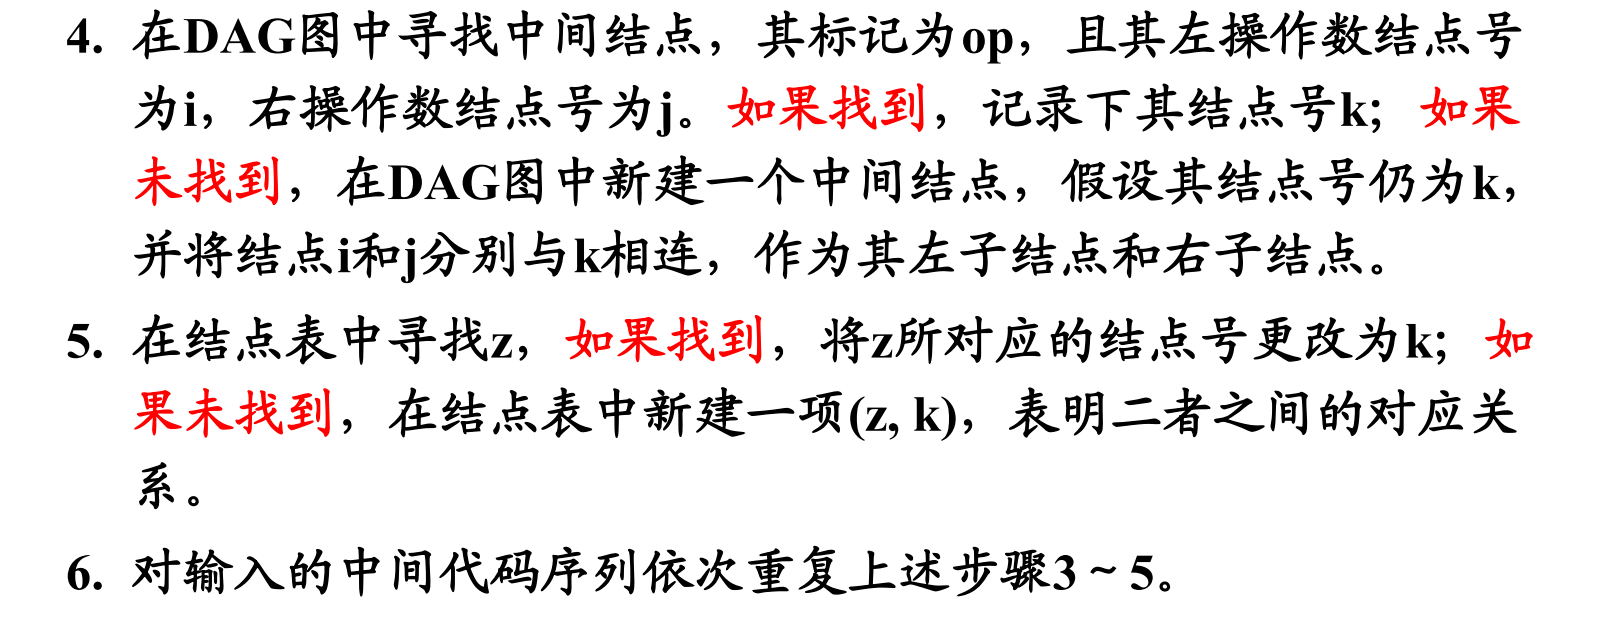 4. 在DAG图中寻找中间结点，其标记为op，且其左操作数结点号
为i，右操作数结点号为j。如果找到，记录下其结点号k；如果
未找到，在DAG图中新建一个中间结点，假设其结点号仍为k，
并将结点i和j分别与k相连，作为其左子结点和右子结点。
5. 在结点表中寻找z，如果找到，将z所对应的结点号更改为k；如
果未找到，在结点表中新建一项(z, k)，表明二者之间的对应关
系。
6. 对输入的中间代码序列依次重复上述步骤3～5。